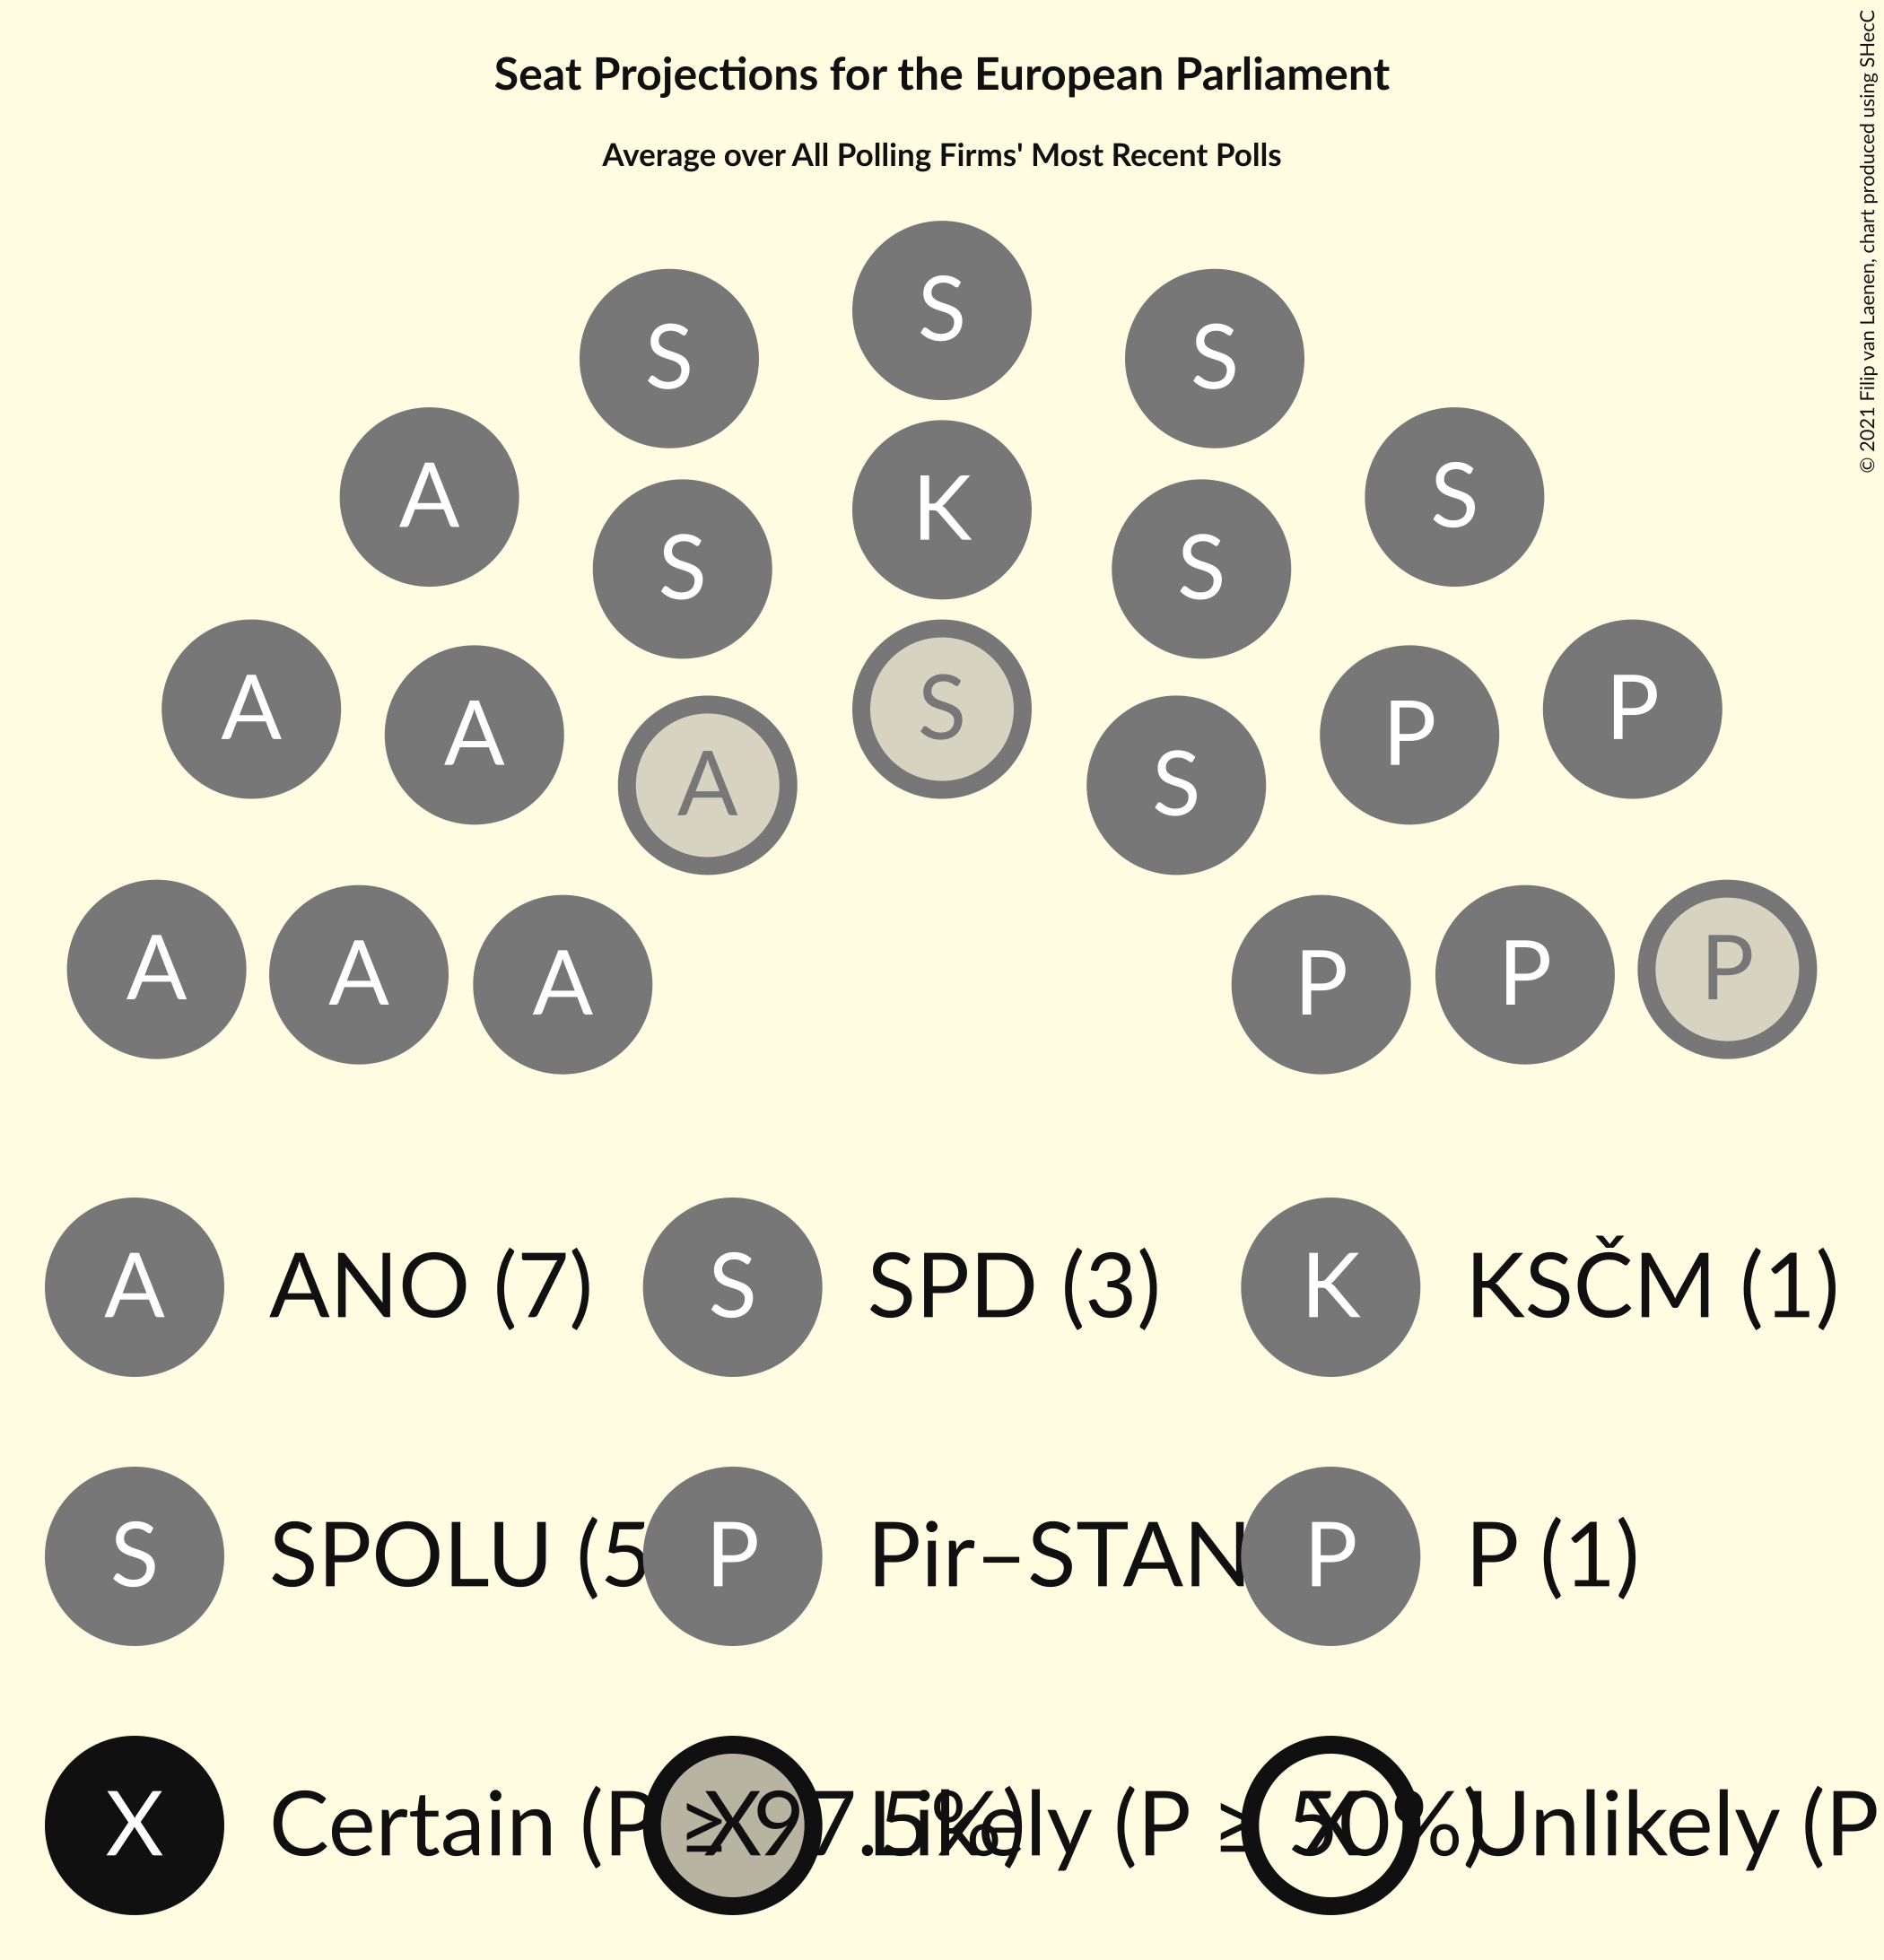 Seat Projections for the European Parliament
Average over All Polling Firms' Most Recent Polls
© 2021 Filip van Laenen, chart produced using SHecC
S
S S
A S
S K S
A P
A S P
A S
A P
A P
A P
A ANO (7) S SPD (3) K KSČM (1)
S SPOLU (5 P Pir–STAN P P (1)
X Certain (P ≥ 97.5%) X Likely (P ≥ 50%) X Unlikely (P